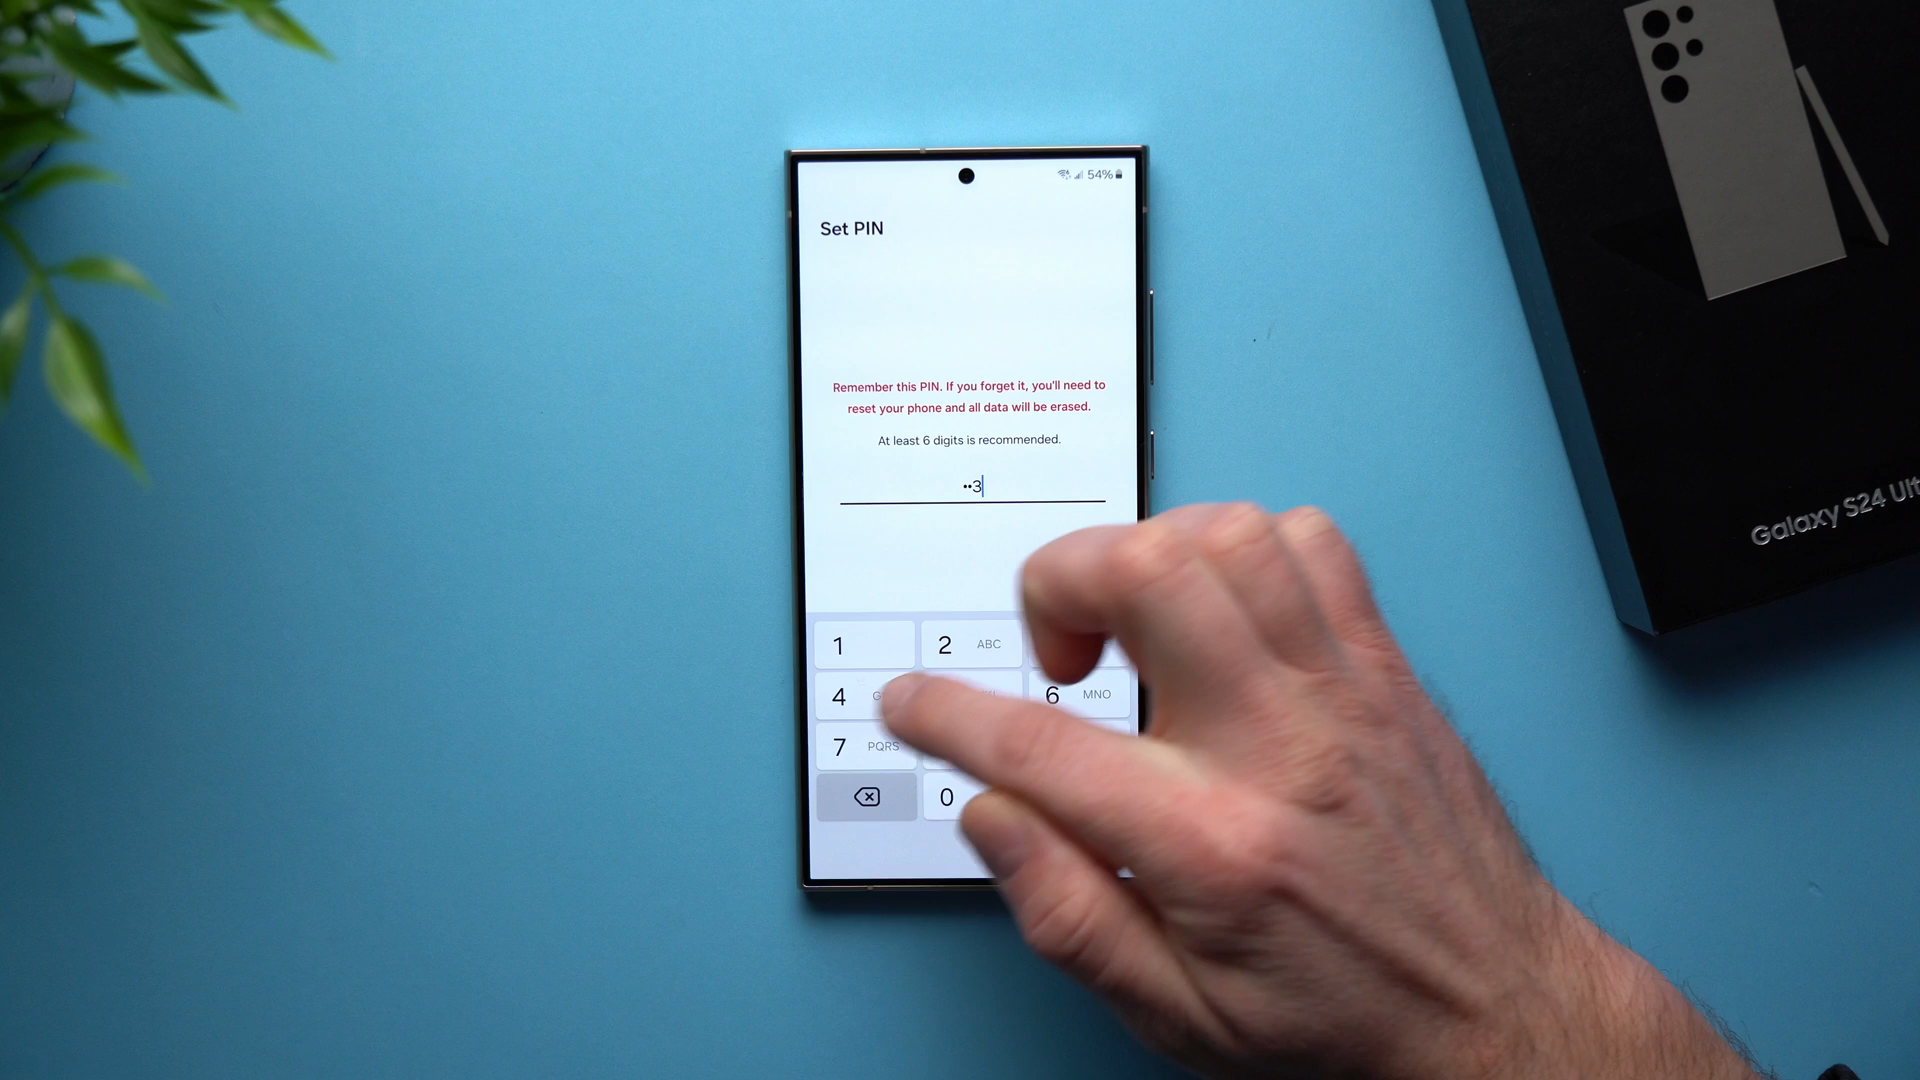 54%
Set PIN
Remember this PIN. If you forget it, you'll need to
reset your phone and all data will be erased.
At least 6 digits is recommended.
••3
1
2 ABC
4 G
6 MNO
7 PQRS
0
Galaxy S24 Ult